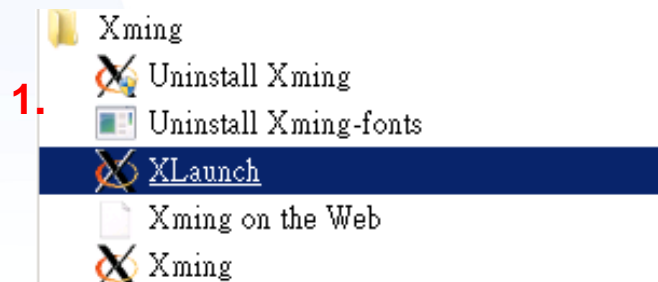 Xming
Uninstall Xming
1.
Uninstall Xming-fonts
XLaunch
Xming on the Web
Xming